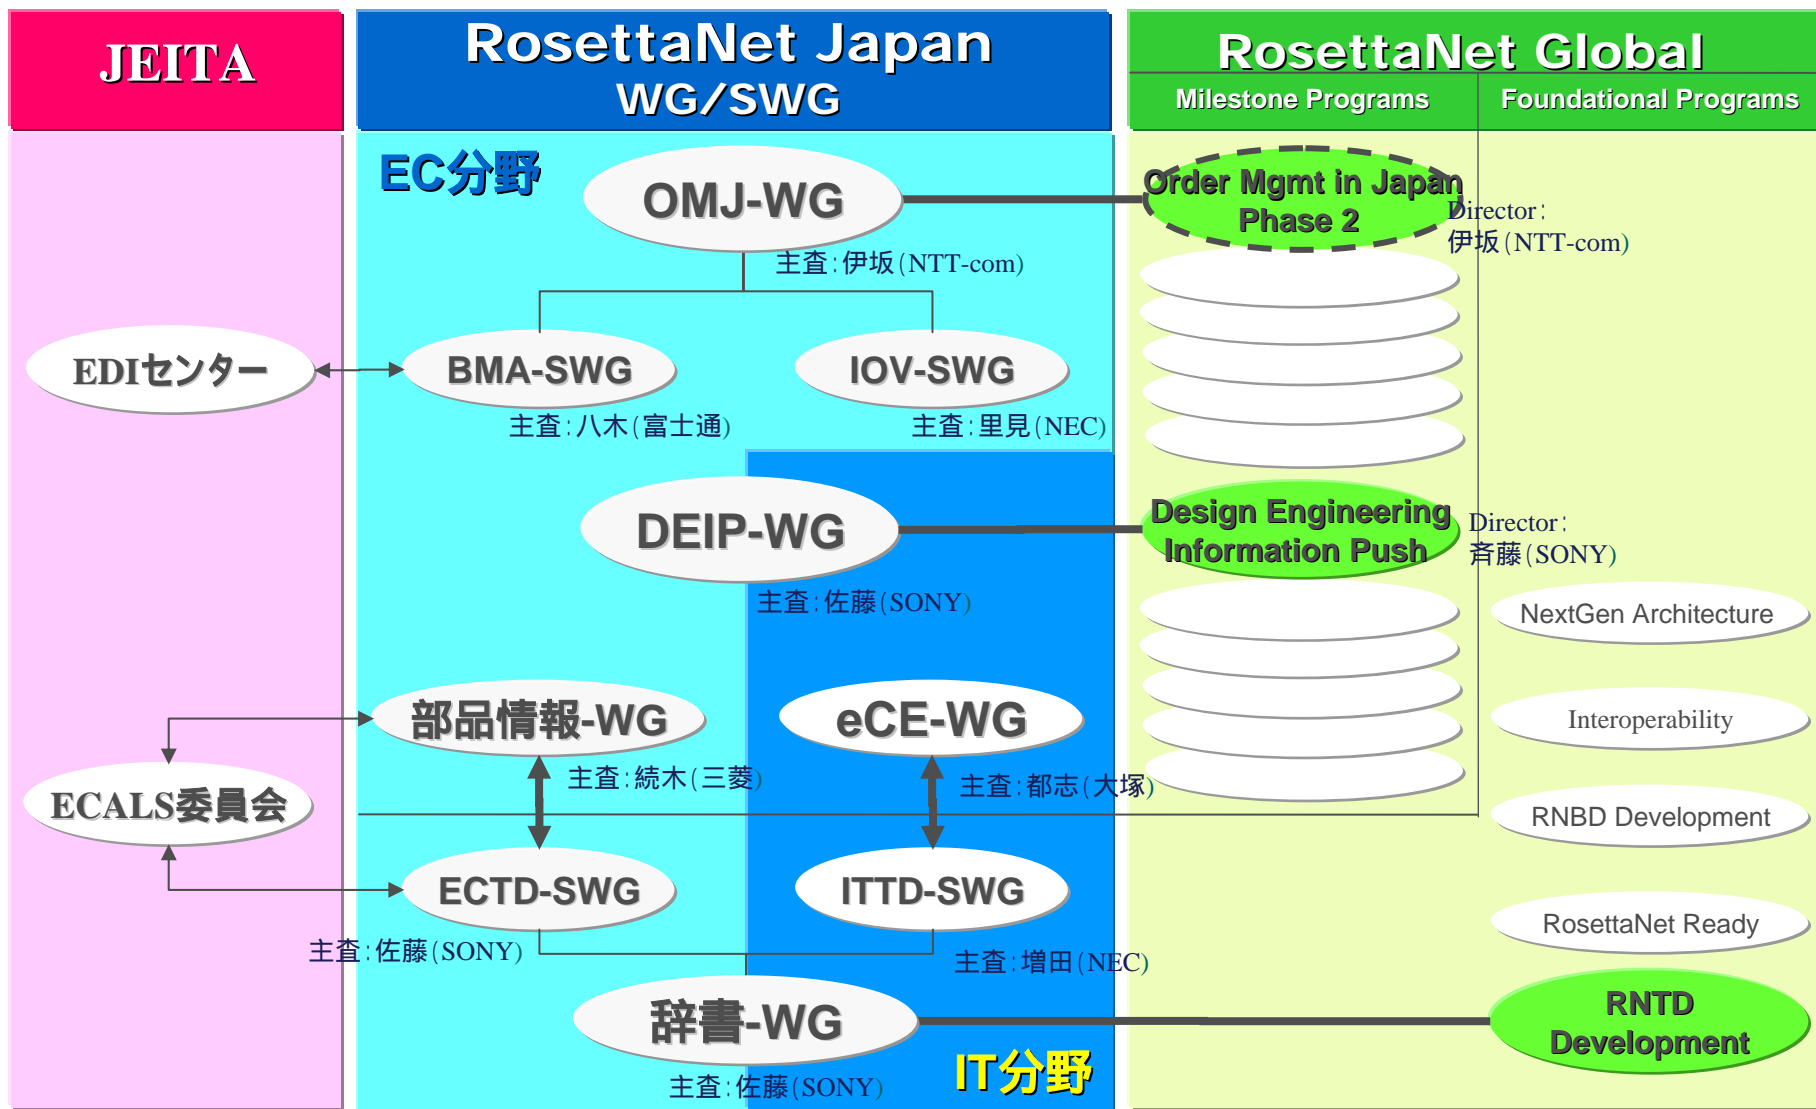 JEITA
RosettaNet Japan
WG/SWG
RosettaNet Global
Milestone Programs
Foundational Programs
EC分野
OMJ-WG
主査:伊坂(NTT-com)
Order Mgmt in Japan
Phase 2
Director:
伊坂(NTT-com)
EDIセンター
BMA-SWG
主査:八木(富士通)
IOV-SWG
主査:里見(NEC)
DEIP-WG
主査:佐藤(SONY)
Design Engineering
Information Push
Director:
斉藤(SONY)
NextGen Architecture
部品情報-WG
主査:続木(三菱)
eCE-WG
主査:都志(大塚)
Interoperability
ECALS委員会
RNBD Development
ECTD-SWG
主査:佐藤(SONY)
ITTD-SWG
主査:増田(NEC)
RosettaNet Ready
辞書-WG
主査:佐藤(SONY)
IT分野
RNTD
Development